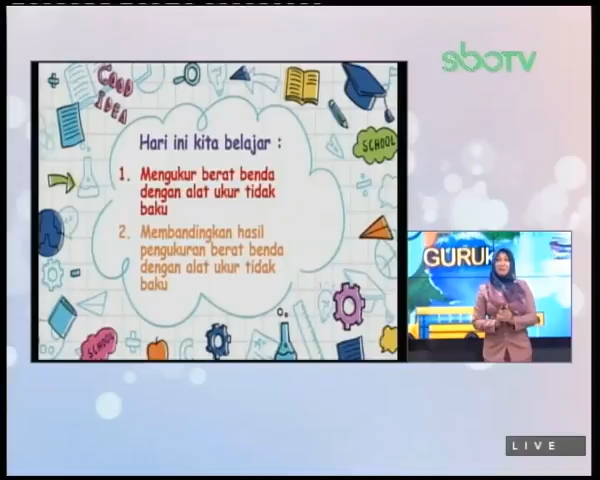 sboTV
GOOD
IDEA
SCHOOL
Hari ini kita belajar :
1. Mengukur berat benda
dengan alat ukur tidak
baku
2. Membandingkan hasil
pengukuran berat benda
dengan alat ukur tidak
baku
GURUK
SCHOOL
LIVE